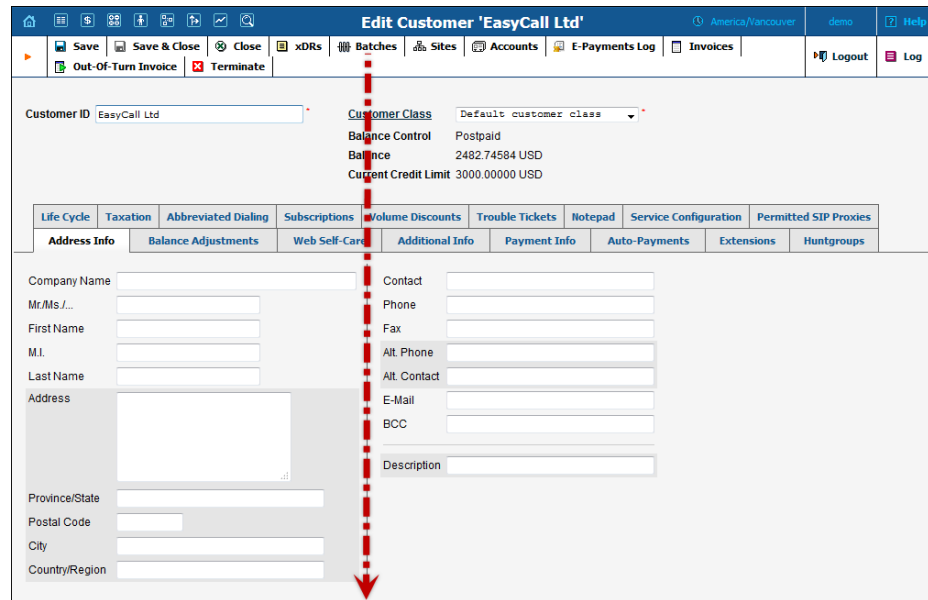 Edit Customer 'EasyCall Ltd' America/Vancouver demo Help
Save Save & Close Close xDRs Batches Sites Accounts E-Payments Log Invoices Logout Log
Out-Of-Turn Invoice Terminate
Customer ID EasyCall Ltd * Customer Class Default customer class *
Balance Control Postpaid
Balance 2482.74584 USD
Current Credit Limit 3000.00000 USD
Life Cycle Taxation Abbreviated Dialing Subscriptions Volume Discounts Trouble Tickets Notepad Service Configuration Permitted SIP Proxies
Address Info Balance Adjustments Web Self-Care Additional Info Payment Info Auto-Payments Extensions Huntgroups
Company Name Contact
Mr./Ms./... Phone
First Name Fax
M.I. Alt. Phone
Last Name Alt. Contact
Address E-Mail
BCC
Description
Province/State
Postal Code
City
Country/Region